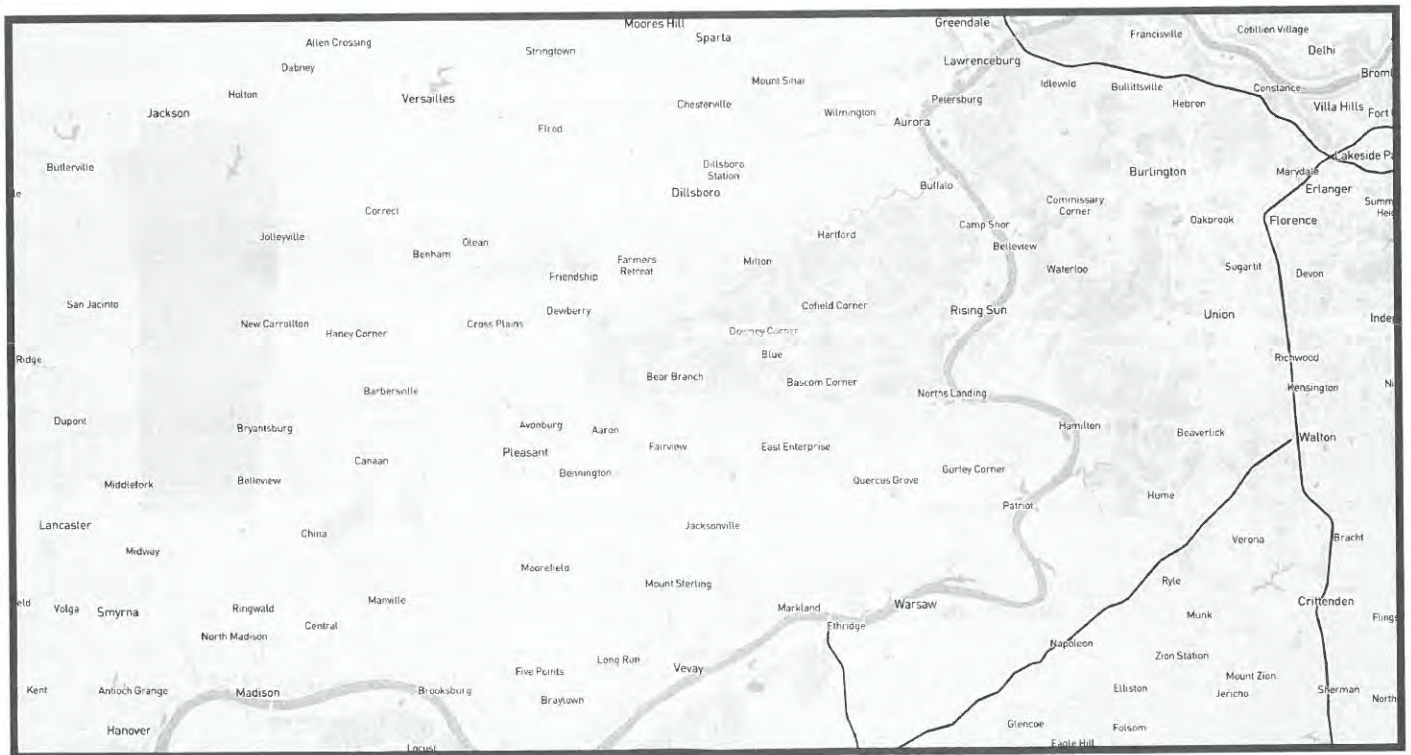 Moores Hill
Greendale
Cotillion Village
Francisville
Sparta
Allen Crossing
Stringtown
Delhi
Lawrenceburg
Dabney
Mount Sinai
Idlewild
Bullittsville
Constance
Holton
Versailles
Chesterville
Petersburg
Hebron
Villa Hills
Jackson
Wilmington
Aurora
Elrod
Butlerville
Dillsboro
Station
Burlington
Marydale
Lakeside
Dillsboro
Buffalo
Erlanger
Commissary
Corner
Correct
Oakbrook
Florence
Camp Shor
Jolleyville
Hartford
Olean
Belleview
Benham
Farmers
Retreat
Milton
Waterloo
Sugartit
Devon
Friendship
San Jacinto
Cofield Corner
Dewberry
Rising Sun
Union
New Carrollton
Haney Corner
Cross Plains
Downey Corner
Ridge
Blue
Richwood
Bear Branch
Bascom Corner
Barbersville
Norths Landing
Kensington
Dupont
Bryantsburg
Avonburg
Aaron
Hamilton
Beaverlick
Walton
Fairview
East Enterprise
Pleasant
Canaan
Bennington
Gurley Corner
Middlefork
Belleview
Quercus Grove
Hume
Patriot
Lancaster
Jacksonville
China
Verona
Bracht
Midway
Moorefield
Mount Sterling
Ryle
Volga
Smyrna
Ringwald
Manville
Markland
Warsaw
Crittenden
Munk
North Madison
Central
Ethridge
Napoleon
Zion Station
Long Run
Vevay
Five Points
Mount Zion
Kent
Antioch Grange
Madison
Brooksburg
Elliston
Jericho
Sherman
North
Braytown
Hanover
Glencoe
Folsom
Eagle Hill
Locust